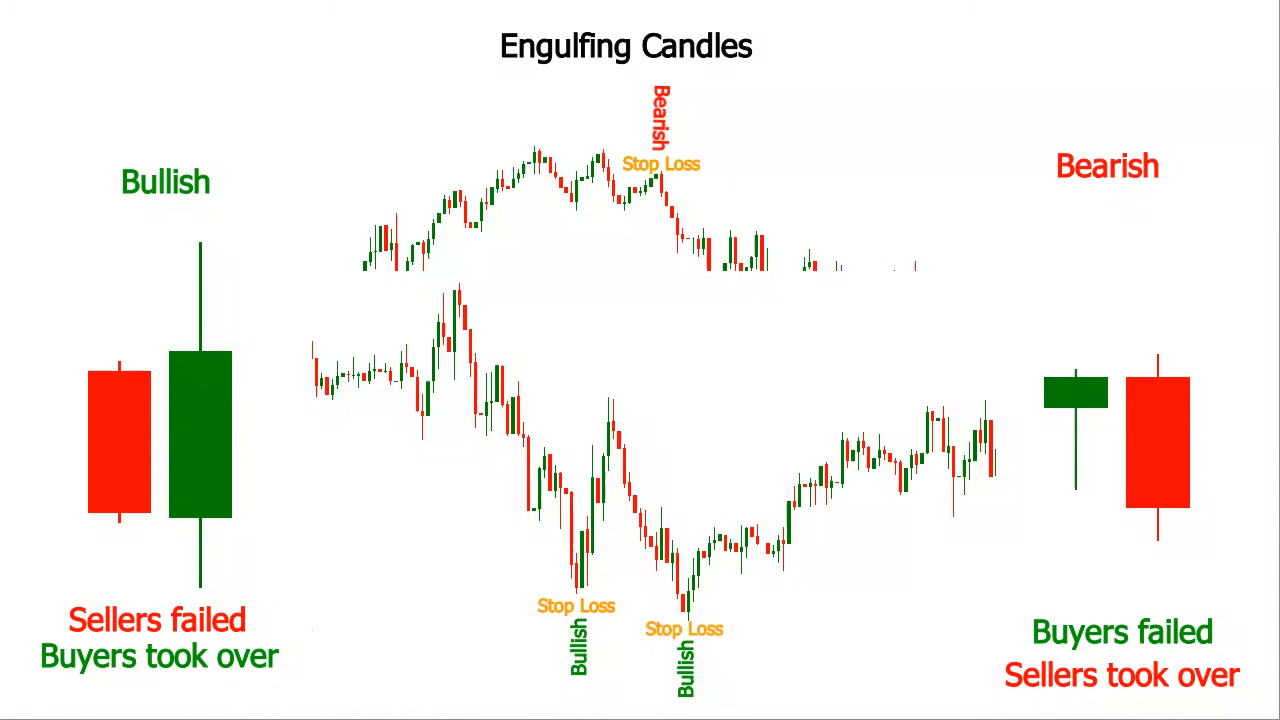 Engulfing Candles
Bearish
Stop Loss
Bullish
Bearish
Sellers failed
Buyers took over
Stop Loss
Bullish
Stop Loss
Bullish
Buyers failed
Sellers took over